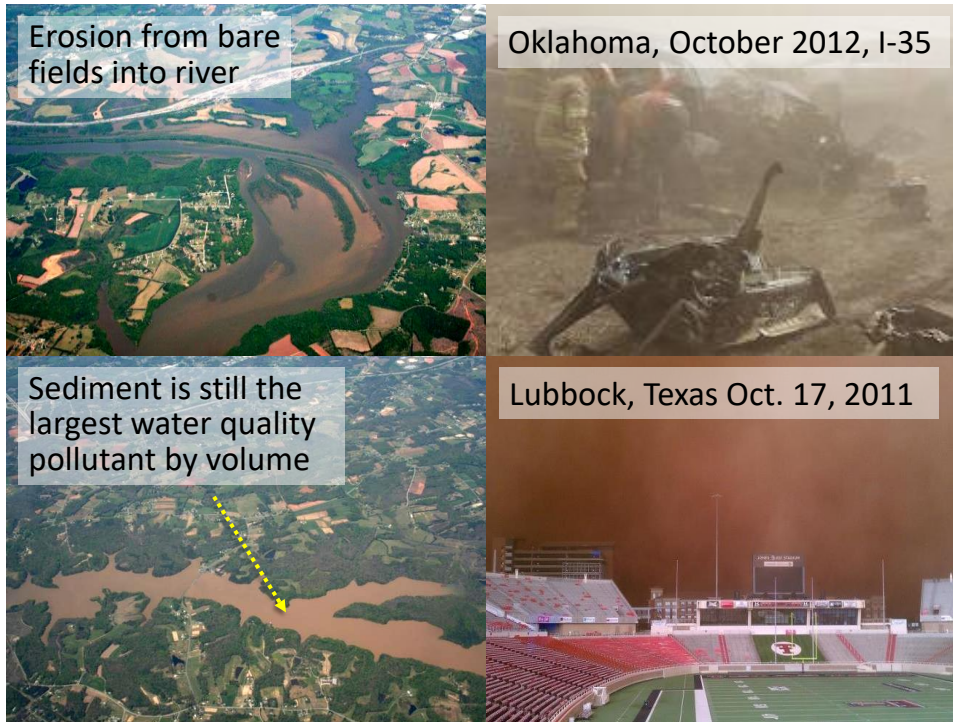 Erosion from bare
fields into river
Oklahoma, October 2012, I-35
Sediment is still the
largest water quality
pollutant by volume
Lubbock, Texas Oct. 17, 2011